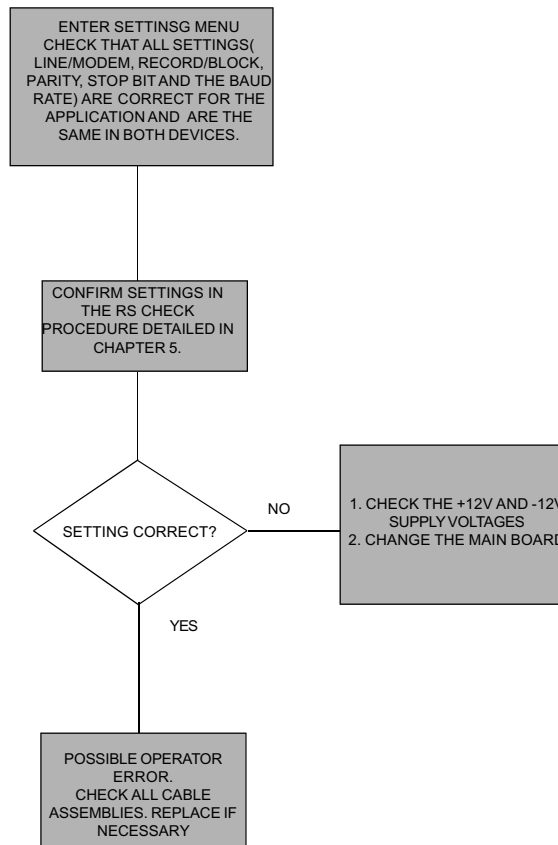 ENTER SETTINSG MENU
CHECK THAT ALL SETTINGS(
LINE/MODEM, RECORD/BLOCK,
PARITY, STOP BIT AND THE BAUD
RATE) ARE CORRECT FOR THE
APPLICATION AND ARE THE
SAME IN BOTH DEVICES.
CONFIRM SETTINGS IN
THE RS CHECK
PROCEDURE DETAILED IN
CHAPTER 5.
SETTING CORRECT?
NO
1. CHECK THE +12V AND -12V
SUPPLY VOLTAGES
2. CHANGE THE MAIN BOARD
YES
POSSIBLE OPERATOR
ERROR.
CHECK ALL CABLE
ASSEMBLIES. REPLACE IF
NECESSARY